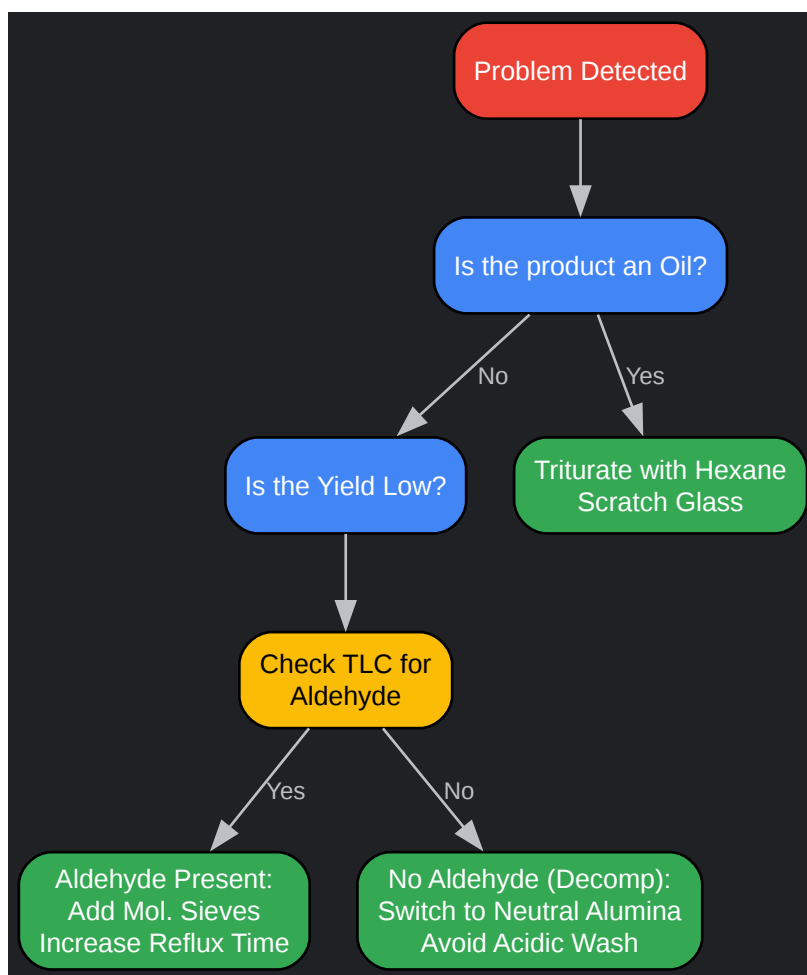 Problem Detected
Is the product an Oil?
No
Yes
Is the Yield Low?
Triturate with Hexane
Scratch Glass
Check TLC for
Aldehyde
Yes
No
Aldehyde Present:
Add Mol. Sieves
Increase Reflux Time
No Aldehyde (Decomp):
Switch to Neutral Alumina
Avoid Acidic Wash